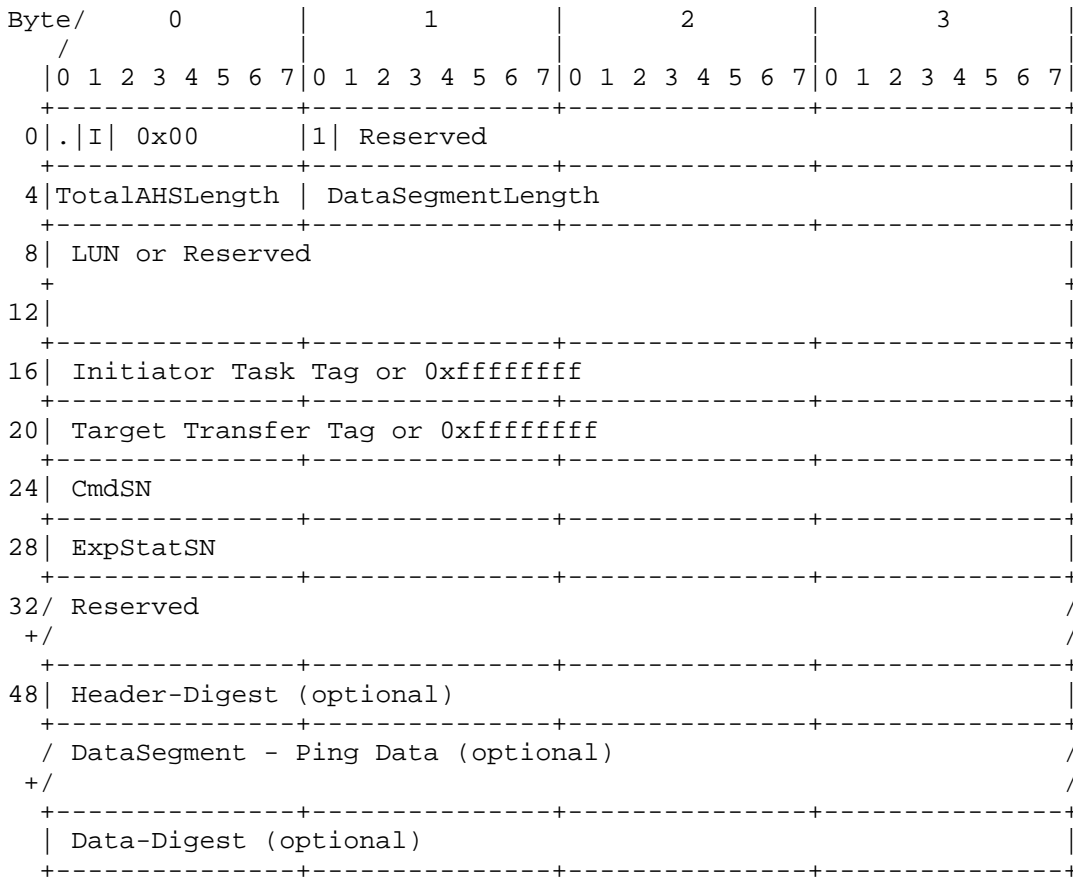 Byte/     0       |       1       |       2       |       3       |
   /              |               |               |               |
  |0 1 2 3 4 5 6 7|0 1 2 3 4 5 6 7|0 1 2 3 4 5 6 7|0 1 2 3 4 5 6 7|
  +---------------+---------------+---------------+---------------+
 0|.|I| 0x00      |1| Reserved                                    |
  +---------------+---------------+---------------+---------------+
 4|TotalAHSLength | DataSegmentLength                             |
  +---------------+---------------+---------------+---------------+
 8| LUN or Reserved                                               |
  +                                                               +
12|                                                               |
  +---------------+---------------+---------------+---------------+
16| Initiator Task Tag or 0xffffffff                              |
  +---------------+---------------+---------------+---------------+
20| Target Transfer Tag or 0xffffffff                             |
  +---------------+---------------+---------------+---------------+
24| CmdSN                                                         |
  +---------------+---------------+---------------+---------------+
28| ExpStatSN                                                     |
  +---------------+---------------+---------------+---------------+
32/ Reserved                                                      /
 +/                                                               /
  +---------------+---------------+---------------+---------------+
48| Header-Digest (optional)                                      |
  +---------------+---------------+---------------+---------------+
  / DataSegment - Ping Data (optional)                            /
 +/                                                               /
  +---------------+---------------+---------------+---------------+
  | Data-Digest (optional)                                        |
  +---------------+---------------+---------------+---------------+